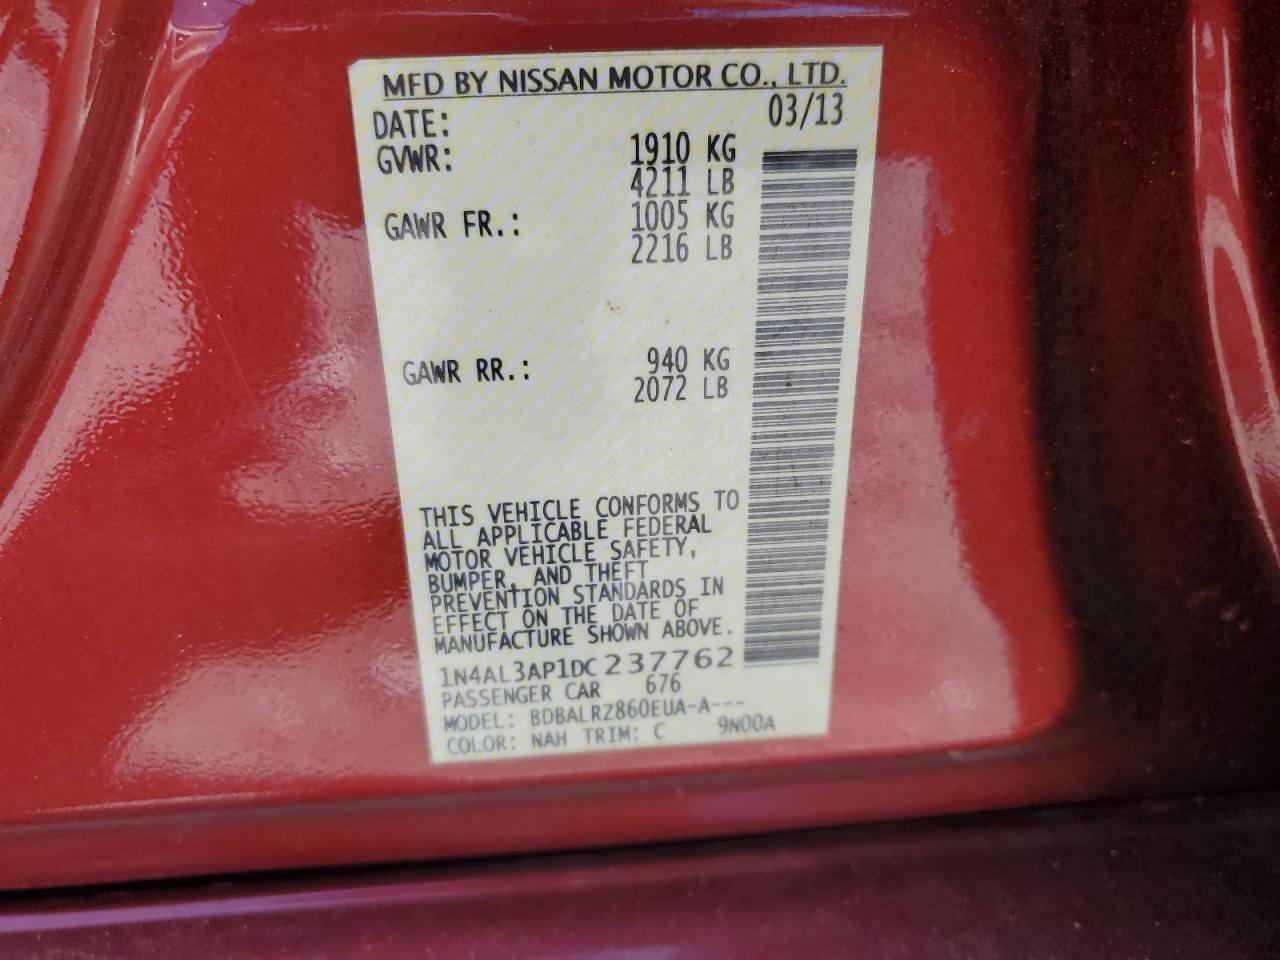 MFD BY NISSAN MOTOR CO., LTD.
DATE: 03/13
GVWR: 1910 KG
4211 LB
GAWR FR.: 1005 KG
2216 LB
GAWR RR.: 940 KG
2072 LB
THIS VEHICLE CONFORMS TO
ALL APPLICABLE FEDERAL
MOTOR VEHICLE SAFETY,
BUMPER, AND THEFT
PREVENTION STANDARDS IN
EFFECT ON THE DATE OF
MANUFACTURE SHOWN ABOVE.
1N4AL3AP1DC237762
PASSENGER CAR 676
MODEL: BDBALRZ860EUA-A---
COLOR: NAH TRIM: C 9N00A